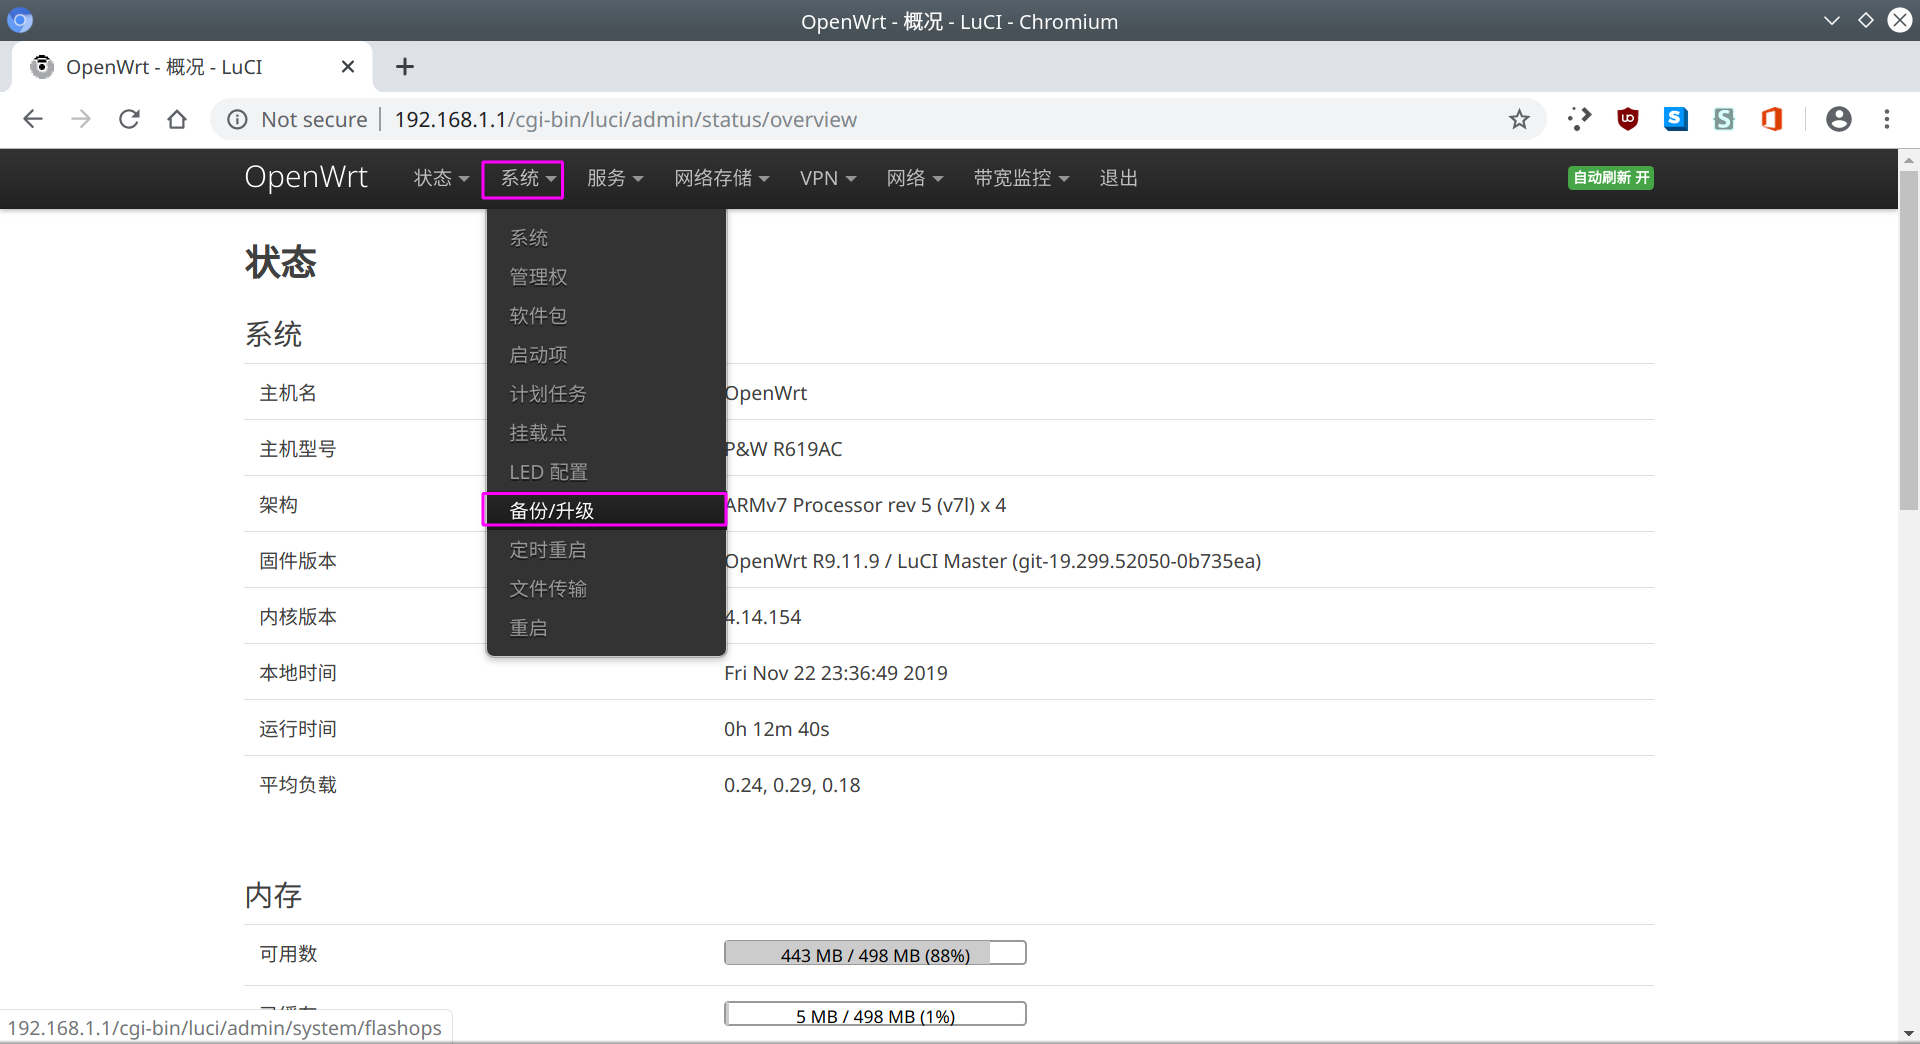 OpenWrt - 概况 - LuCI - Chromium
OpenWrt - 概况 - LuCI
Not secure
192.168.1.1/cgi-bin/luci/admin/status/overview
OpenWrt 状态 系统 服务 网络存储 VPN 网络 带宽监控 退出 自动刷新 开
系统
管理权
软件包
启动项
计划任务
挂载点
LED 配置
备份/升级
定时重启
文件传输
重启
状态
系统
主机名 OpenWrt
主机型号 P&W R619AC
架构 ARMv7 Processor rev 5 (v7l) x 4
固件版本 OpenWrt R9.11.9 / LuCI Master (git-19.299.52050-0b735ea)
内核版本 4.14.154
本地时间 Fri Nov 22 23:36:49 2019
运行时间 0h 12m 40s
平均负载 0.24, 0.29, 0.18
内存
可用数 443 MB / 498 MB (88%)
5 MB / 498 MB (1%)
192.168.1.1/cgi-bin/luci/admin/system/flashops